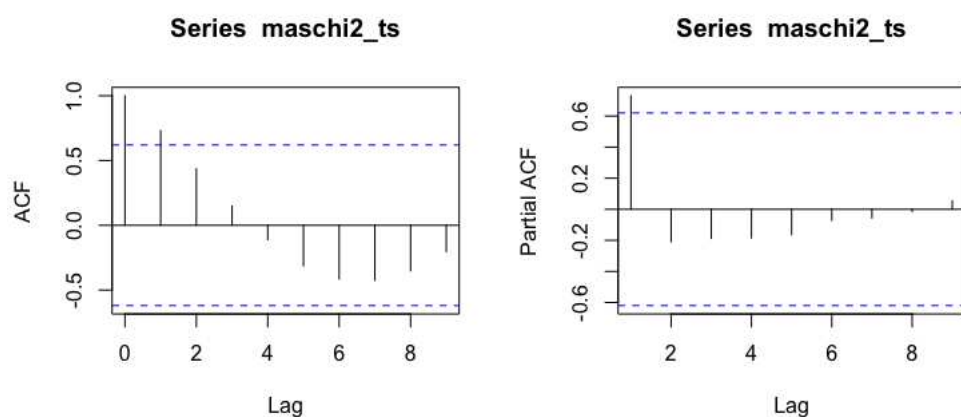 Series maschi2_ts
ACF
1.0
0.5
0.0
-0.5
0 2 4 6 8
Lag
Series maschi2_ts
Partial ACF
0.6
0.2
-0.2
-0.6
2 4 6 8
Lag